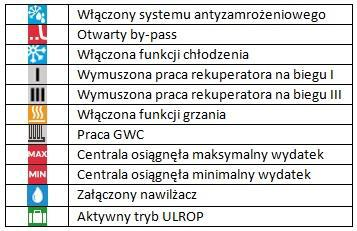 Włączony systemu antyzamrożeniowego
Otwarty by-pass
Włączona funkcji chłodzenia
I Wymuszona praca rekuperatora na biegu I
III Wymuszona praca rekuperatora na biegu III
Włączona funkcji grzania
Praca GWC
MAX Centrala osiągnęła maksymalny wydatek
MIN Centrala osiągnęła minimalny wydatek
Załączony nawilżacz
Aktywny tryb ULROP